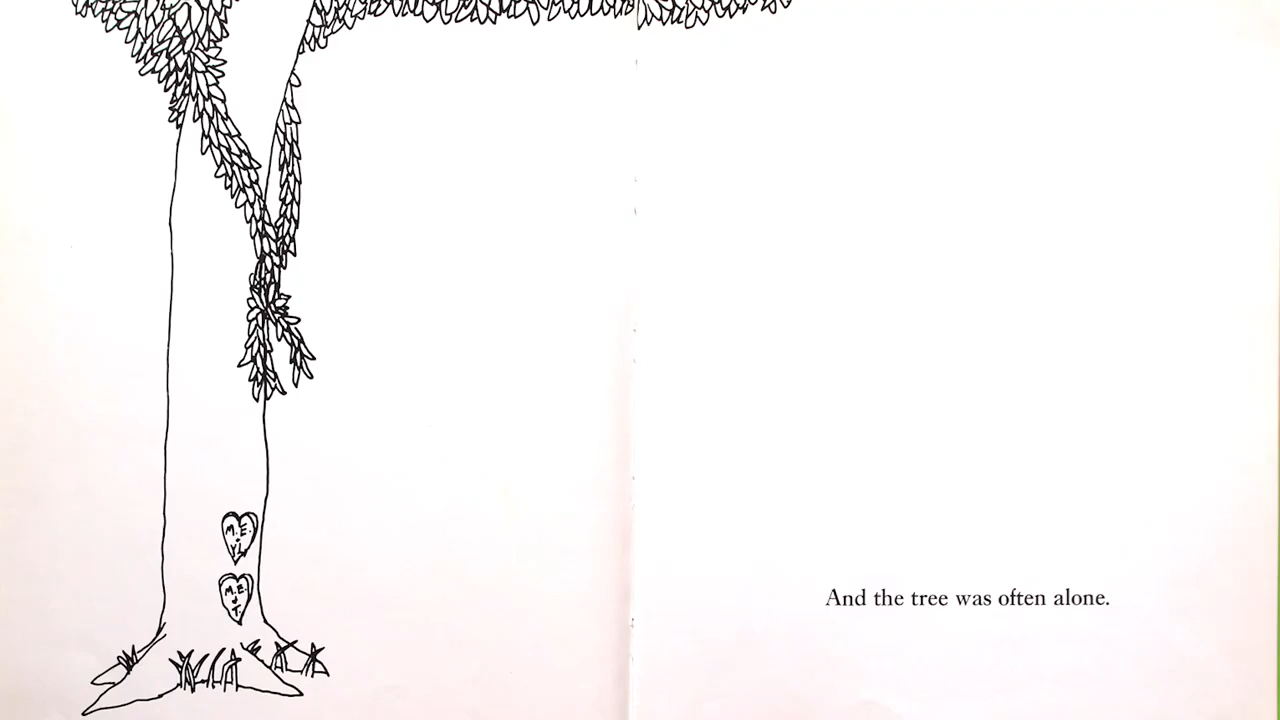 M.E.
+
Y.L.
M.E.
+
T.
And the tree was often alone.